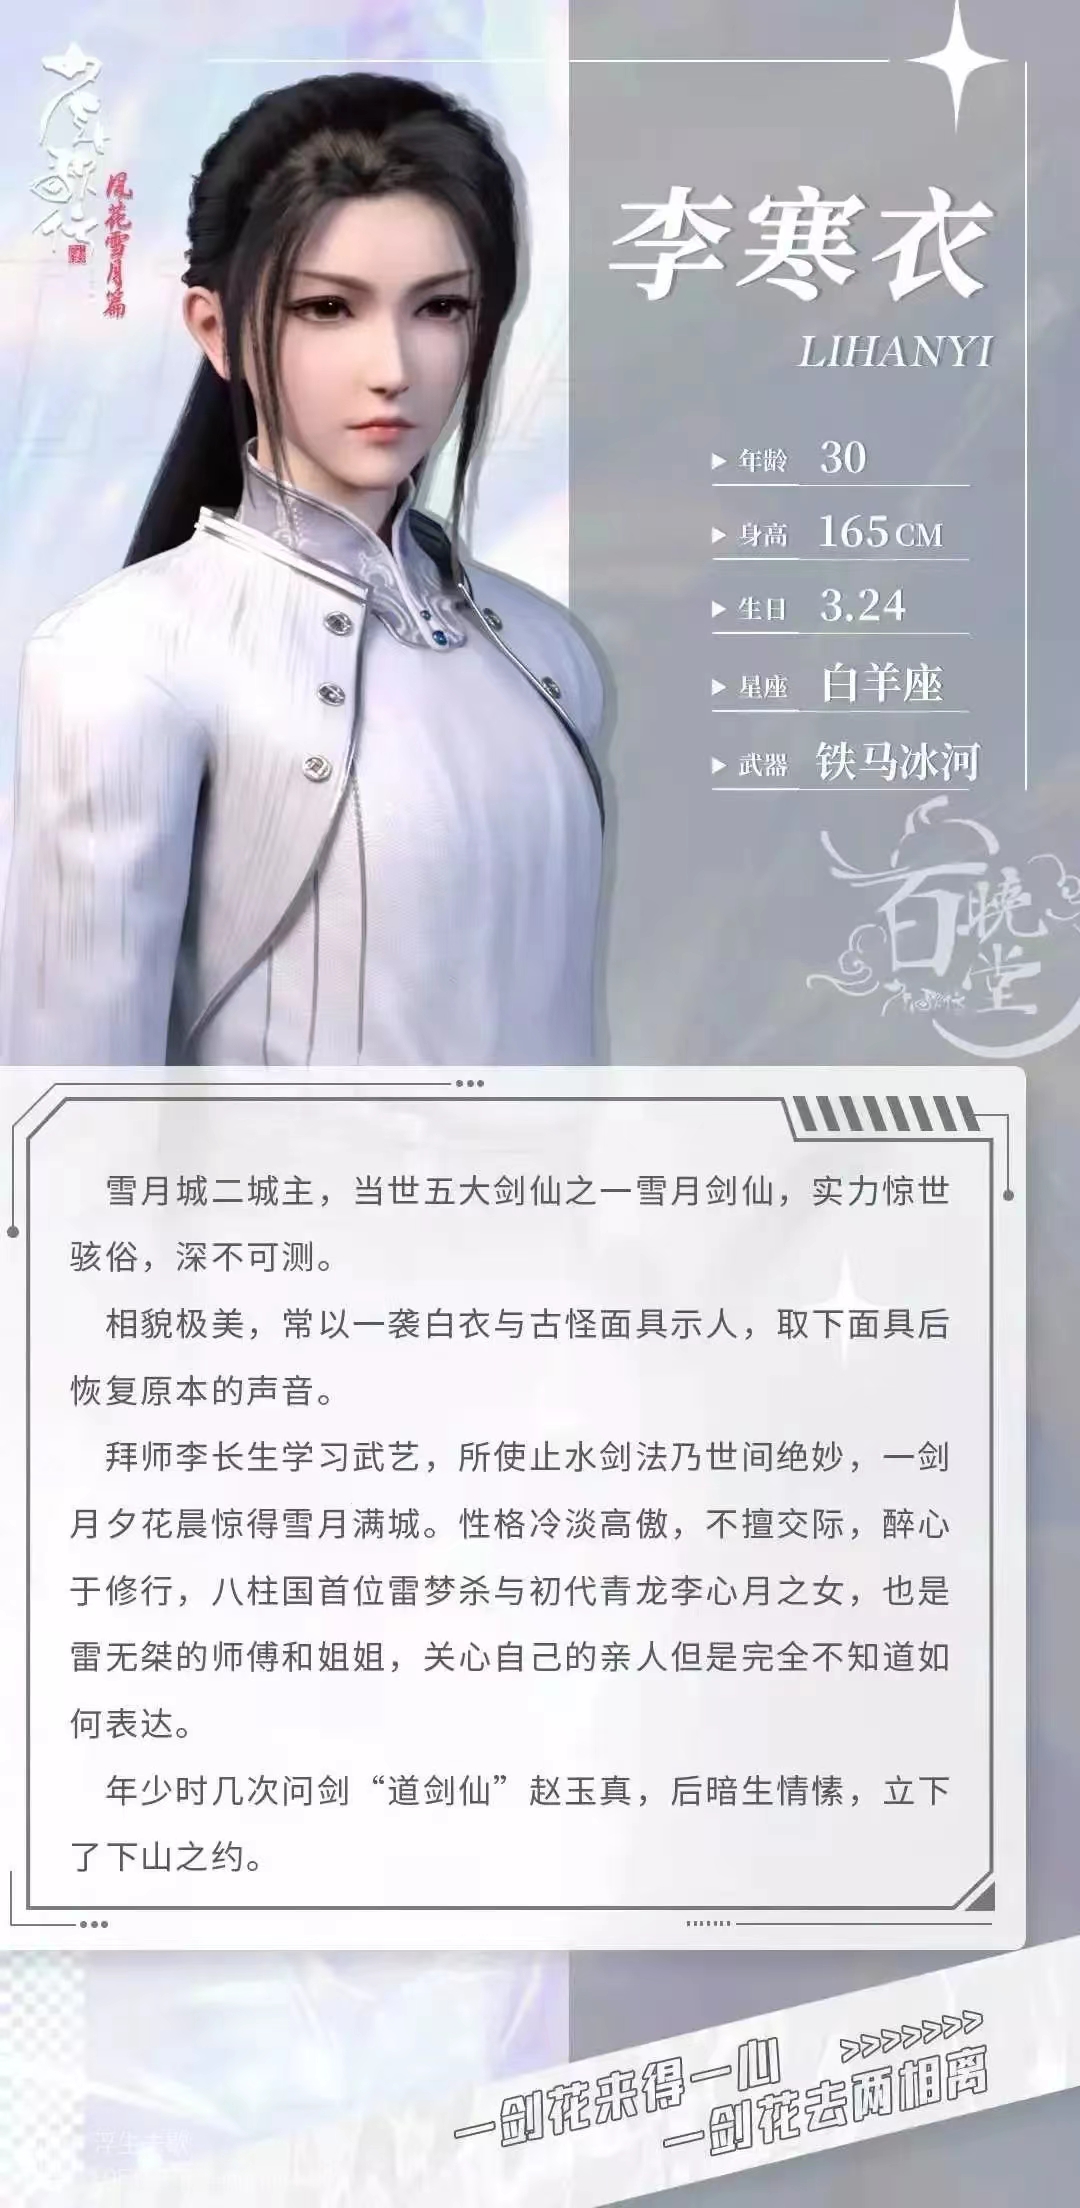 少年歌行
风花雪月篇
李寒衣
LIHANYI
年龄 30
身高 165CM
生日 3.24
星座 白羊座
武器 铁马冰河
百晓堂
少年歌行
雪月城二城主，当世五大剑仙之一雪月剑仙，实力惊世
骇俗，深不可测。
相貌极美，常以一袭白衣与古怪面具示人，取下面具后
恢复原本的声音。
拜师李长生学习武艺，所使止水剑法乃世间绝妙，一剑
月夕花晨惊得雪月满城。性格冷淡高傲，不擅交际，醉心
于修行，八柱国首位雷梦杀与初代青龙李心月之女，也是
雷无桀的师傅和姐姐，关心自己的亲人但是完全不知道如
何表达。
年少时几次问剑“道剑仙”赵玉真，后暗生情愫，立下
了下山之约。
一剑花来得一心
一剑花去两相离